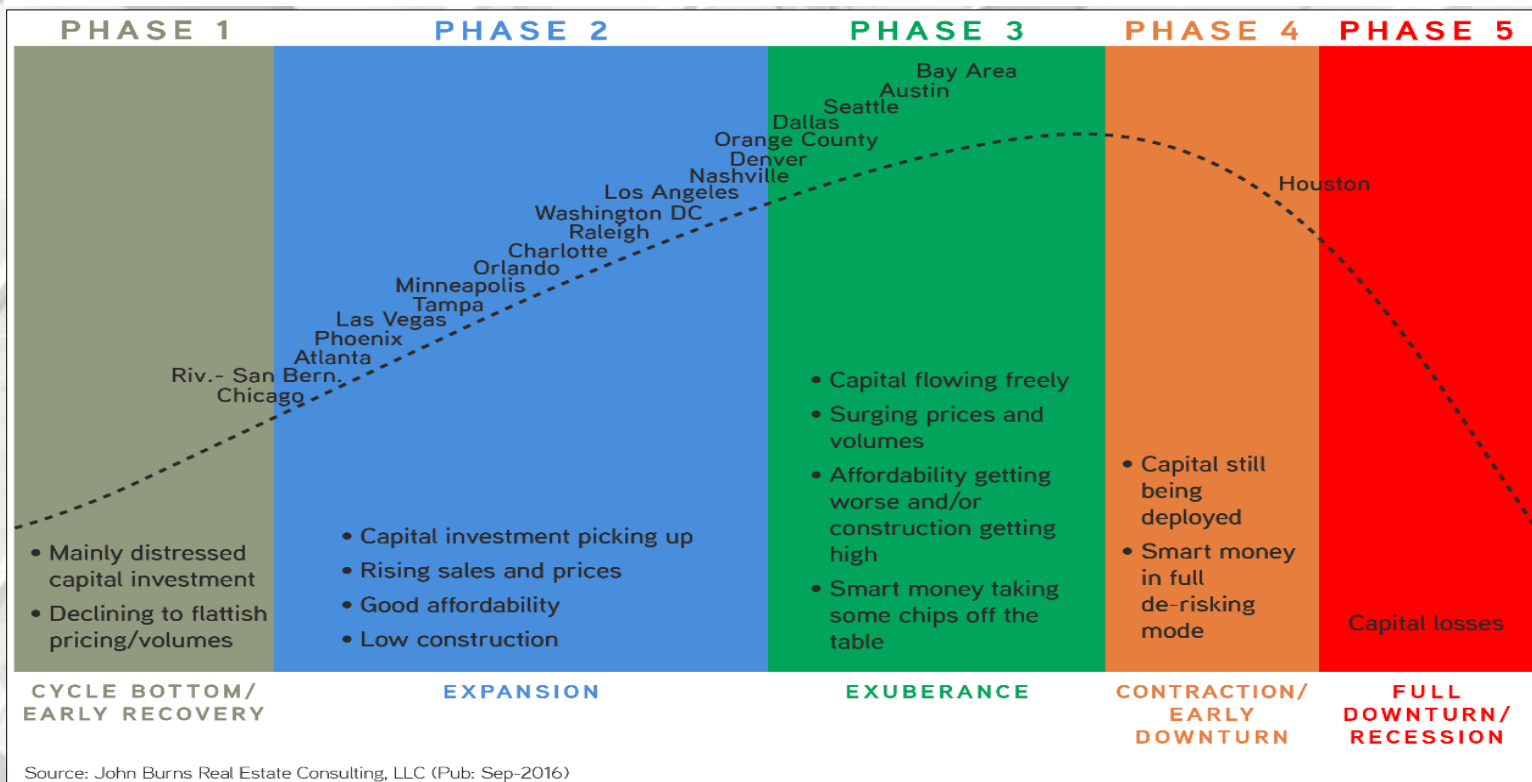 PHASE 1
PHASE 2
PHASE 3
PHASE 4
PHASE 5
Bay Area
Austin
Seattle
Dallas
Orange County
Denver
Nashville
Los Angeles
Washington DC
Raleigh
Charlotte
Orlando
Minneapolis
Tampa
Las Vegas
Phoenix
Atlanta
Riv.- San Bern.
Chicago
Houston
• Mainly distressed
capital investment
• Declining to flattish
pricing/volumes
• Capital investment picking up
• Rising sales and prices
• Good affordability
• Low construction
• Capital flowing freely
• Surging prices and
volumes
• Affordability getting
worse and/or
construction getting
high
• Smart money taking
some chips off the
table
• Capital still
being
deployed
• Smart money
in full
de-risking
mode
Capital losses
CYCLE BOTTOM/
EARLY RECOVERY
EXPANSION
EXUBERANCE
CONTRACTION/
EARLY
DOWNTURN
FULL
DOWNTURN/
RECESSION
Source: John Burns Real Estate Consulting, LLC (Pub: Sep-2016)